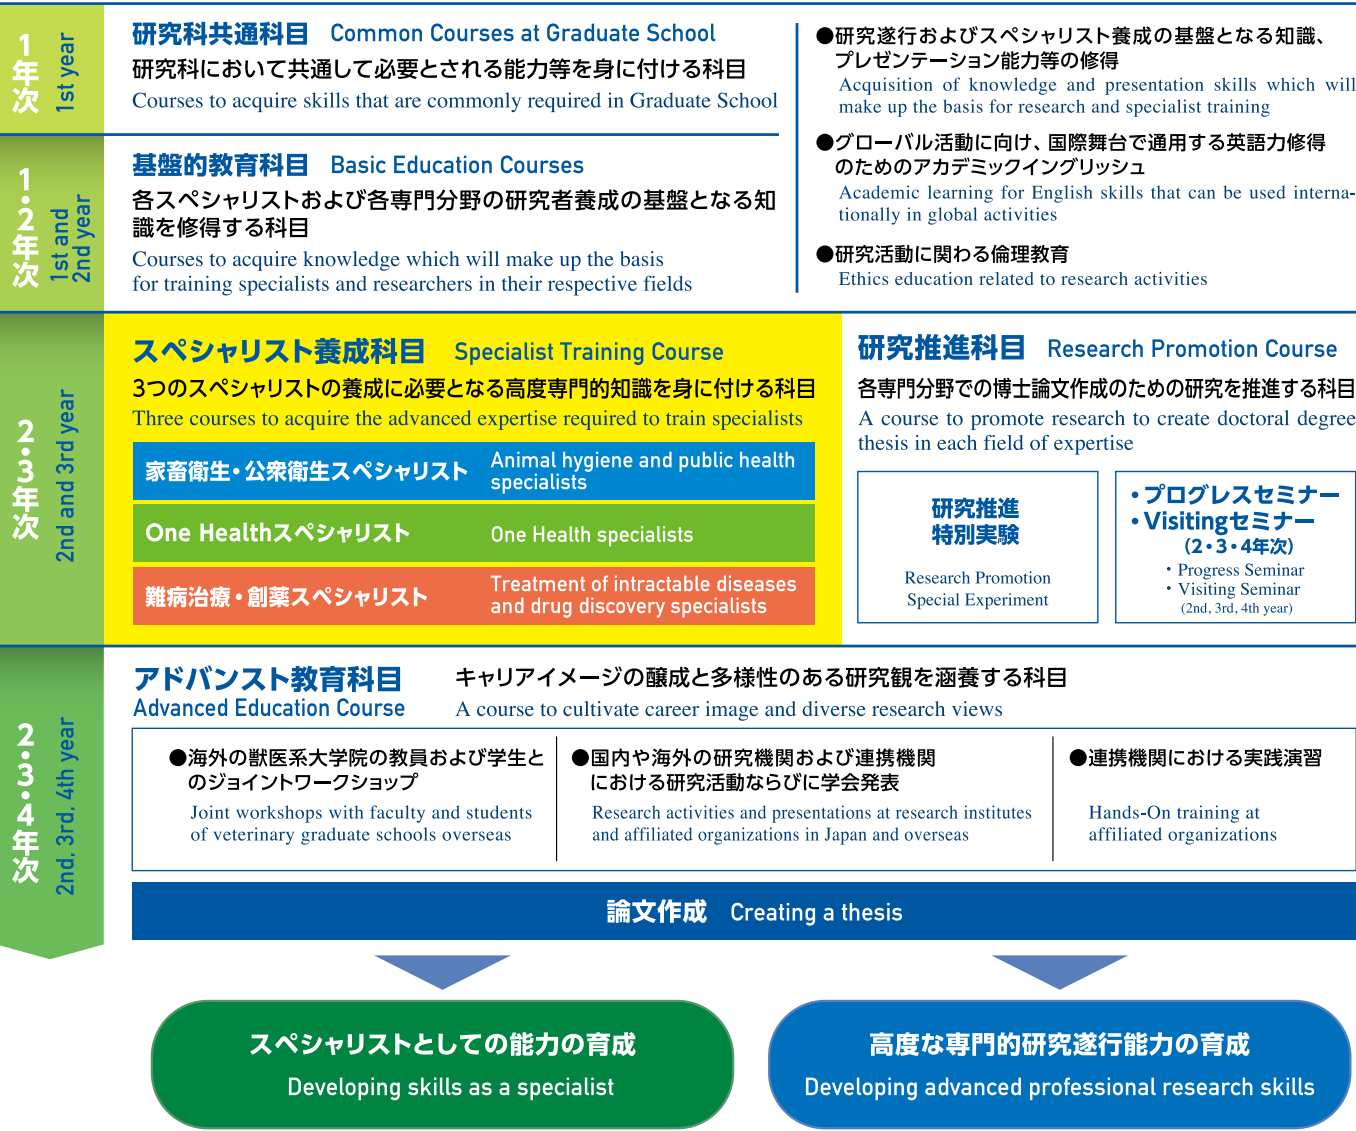 1年次
1st year
研究科共通科目 Common Courses at Graduate School
研究科において共通して必要とされる能力等を身に付ける科目
Courses to acquire skills that are commonly required in Graduate School
1・2年次
1st and
2nd year
基盤的教育科目 Basic Education Courses
各スペシャリストおよび各専門分野の研究者養成の基盤となる知
識を修得する科目
Courses to acquire knowledge which will make up the basis
for training specialists and researchers in their respective fields
●研究遂行およびスペシャリスト養成の基盤となる知識、
プレゼンテーション能力等の修得
Acquisition of knowledge and presentation skills which will
make up the basis for research and specialist training
●グローバル活動に向け、国際舞台で通用する英語力修得
のためのアカデミックイングリッシュ
Academic learning for English skills that can be used interna-
tionally in global activities
●研究活動に関わる倫理教育
Ethics education related to research activities
2・3年次
2nd and 3rd year
スペシャリスト養成科目 Specialist Training Course
3つのスペシャリストの養成に必要となる高度専門的知識を身に付ける科目
Three courses to acquire the advanced expertise required to train specialists
家畜衛生・公衆衛生スペシャリスト
Animal hygiene and public health
specialists
One Healthスペシャリスト
One Health specialists
難病治療・創薬スペシャリスト
Treatment of intractable diseases
and drug discovery specialists
研究推進科目 Research Promotion Course
各専門分野での博士論文作成のための研究を推進する科目
A course to promote research to create doctoral degree
thesis in each field of expertise
研究推進
特別実験
Research Promotion
Special Experiment
・プログレスセミナー
・Visitingセミナー
（2・3・4年次）
・Progress Seminar
・Visiting Seminar
(2nd, 3rd, 4th year)
2・3・4年次
2nd, 3rd, 4th year
アドバンスト教育科目
Advanced Education Course
キャリアイメージの醸成と多様性のある研究観を涵養する科目
A course to cultivate career image and diverse research views
●海外の獣医系大学院の教員および学生と
のジョイントワークショップ
Joint workshops with faculty and students
of veterinary graduate schools overseas
●国内や海外の研究機関および連携機関
における研究活動ならびに学会発表
Research activities and presentations at research institutes
and affiliated organizations in Japan and overseas
●連携機関における実践演習
Hands-On training at
affiliated organizations
論文作成 Creating a thesis
スペシャリストとしての能力の育成
Developing skills as a specialist
高度な専門的研究遂行能力の育成
Developing advanced professional research skills